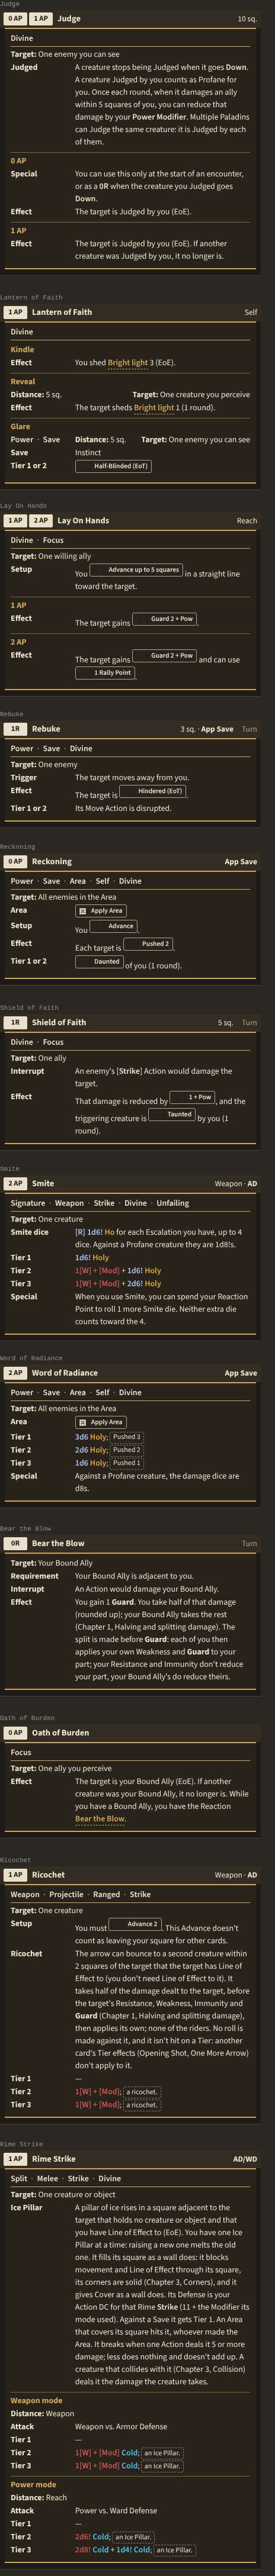 Judge
0 AP 1 AP Judge 10 sq.
Divine
Target: One enemy you can see
Judged A creature stops being Judged when it goes Down.
A creature Judged by you counts as Profane for
you. Once each round, when it damages an ally
within 5 squares of you, you can reduce that
damage by your Power Modifier. Multiple Paladins
can Judge the same creature: it is Judged by each
of them.
0 AP
Special You can use this only at the start of an encounter,
or as a 0R when the creature you Judged goes
Down.
Effect The target is Judged by you (EoE).
1 AP
Effect The target is Judged by you (EoE). If another
creature was Judged by you, it no longer is.
Lantern of Faith
1 AP Lantern of Faith Self
Divine
Kindle
Effect You shed Bright light 3 (EoE).
Reveal
Distance: 5 sq. Target: One creature you perceive
Effect The target sheds Bright light 1 (1 round).
Glare
Power · Save Distance: 5 sq. Target: One enemy you can see
Save Instinct
Tier 1 or 2 Half-Blinded (EoT)
Lay On Hands
1 AP 2 AP Lay On Hands Reach
Divine · Focus
Target: One willing ally
Setup You Advance up to 5 squares in a straight line
toward the target.
1 AP
Effect The target gains Guard 2 + Pow.
2 AP
Effect The target gains Guard 2 + Pow and can use
1 Rally Point.
Rebuke
1R Rebuke 3 sq. · App Save Turn
Power · Save · Divine
Target: One enemy
Trigger The target moves away from you.
Effect The target is Hindered (EoT).
Tier 1 or 2 Its Move Action is disrupted.
Reckoning
0 AP Reckoning App Save
Power · Save · Area · Self · Divine
Target: All enemies in the Area
Area Apply Area
Setup You Advance.
Effect Each target is Pushed 2.
Tier 1 or 2 Daunted of you (1 round).
Shield of Faith
1R Shield of Faith 5 sq. Turn
Divine · Focus
Target: One ally
Interrupt An enemy's [Strike] Action would damage the
target.
Effect That damage is reduced by 1 + Pow, and the
triggering creature is Taunted by you (1
round).
Smite
2 AP Smite Weapon · AD
Signature · Weapon · Strike · Divine · Unfailing
Target: One creature
Smite dice [R] 1d6! Ho for each Escalation you have, up to 4
dice. Against a Profane creature they are 1d8!s.
Tier 1 1d6! Holy
Tier 2 1[W] + [Mod] + 1d6! Holy
Tier 3 1[W] + [Mod] + 2d6! Holy
Special When you use Smite, you can spend your Reaction
Point to roll 1 more Smite die. Neither extra die
counts toward the 4.
Word of Radiance
2 AP Word of Radiance App Save
Power · Save · Area · Self · Divine
Target: All enemies in the Area
Area Apply Area
Tier 1 3d6 Holy; Pushed 3
Tier 2 2d6 Holy; Pushed 2
Tier 3 1d6 Holy; Pushed 1
Special Against a Profane creature, the damage dice are
d8s.
Bear the Blow
0R Bear the Blow Turn
Target: Your Bound Ally
Requirement Your Bound Ally is adjacent to you.
Interrupt An Action would damage your Bound Ally.
Effect You gain 1 Guard. You take half of that damage
(rounded up); your Bound Ally takes the rest
(Chapter 1, Halving and splitting damage). The
split is made before Guard: each of you then
applies your own Weakness and Guard to your
part; your Resistance and Immunity don't reduce
your part, your Bound Ally's do reduce theirs.
Oath of Burden
0 AP Oath of Burden
Focus
Target: One ally you perceive
Effect The target is your Bound Ally (EoE). If another
creature was your Bound Ally, it no longer is. While
you have a Bound Ally, you have the Reaction
Bear the Blow.
Ricochet
1 AP Ricochet Weapon · AD
Weapon · Projectile · Ranged · Strike
Target: One creature
Setup You must Advance 2. This Advance doesn't
count as leaving your square for other cards.
Ricochet The arrow can bounce to a second creature within
2 squares of the target that the target has Line of
Effect to (you don't need Line of Effect to it). It
takes half of the damage dealt to the target, before
the target's Resistance, Weakness, Immunity and
Guard (Chapter 1, Halving and splitting damage),
then applies its own; none of the riders. No roll is
made against it, and it isn't hit on a Tier: another
card's Tier effects (Opening Shot, One More Arrow)
don't apply to it.
Tier 1 —
Tier 2 1[W] + [Mod]; a ricochet.
Tier 3 1[W] + [Mod]; a ricochet.
Rime Strike
1 AP Rime Strike AD/WD
Split · Melee · Strike · Divine
Target: One creature or object
Ice Pillar A pillar of ice rises in a square adjacent to the
target that holds no creature or object and that
you have Line of Effect to (EoE). You have one Ice
Pillar at a time: raising a new one melts the old
one. It fills its square as a wall does: it blocks
movement and Line of Effect through its square,
its corners are solid (Chapter 3, Corners), and it
gives Cover as a wall does. Its Defense is your
Action DC for that Rime Strike (11 + the Modifier its
mode used). Against a Save it gets Tier 1. An Area
that covers its square hits it, whoever made the
Area. It breaks when one Action deals it 5 or more
damage; less does nothing and doesn't add up. A
creature that collides with it (Chapter 3, Collision)
deals it the damage the creature takes.
Weapon mode
Distance: Weapon
Attack Weapon vs. Armor Defense
Tier 1 —
Tier 2 1[W] + [Mod] Cold; an Ice Pillar.
Tier 3 1[W] + [Mod] Cold; an Ice Pillar.
Power mode
Distance: Reach
Attack Power vs. Ward Defense
Tier 1 —
Tier 2 2d6! Cold; an Ice Pillar.
Tier 3 2d8! Cold + 1d4! Cold; an Ice Pillar.